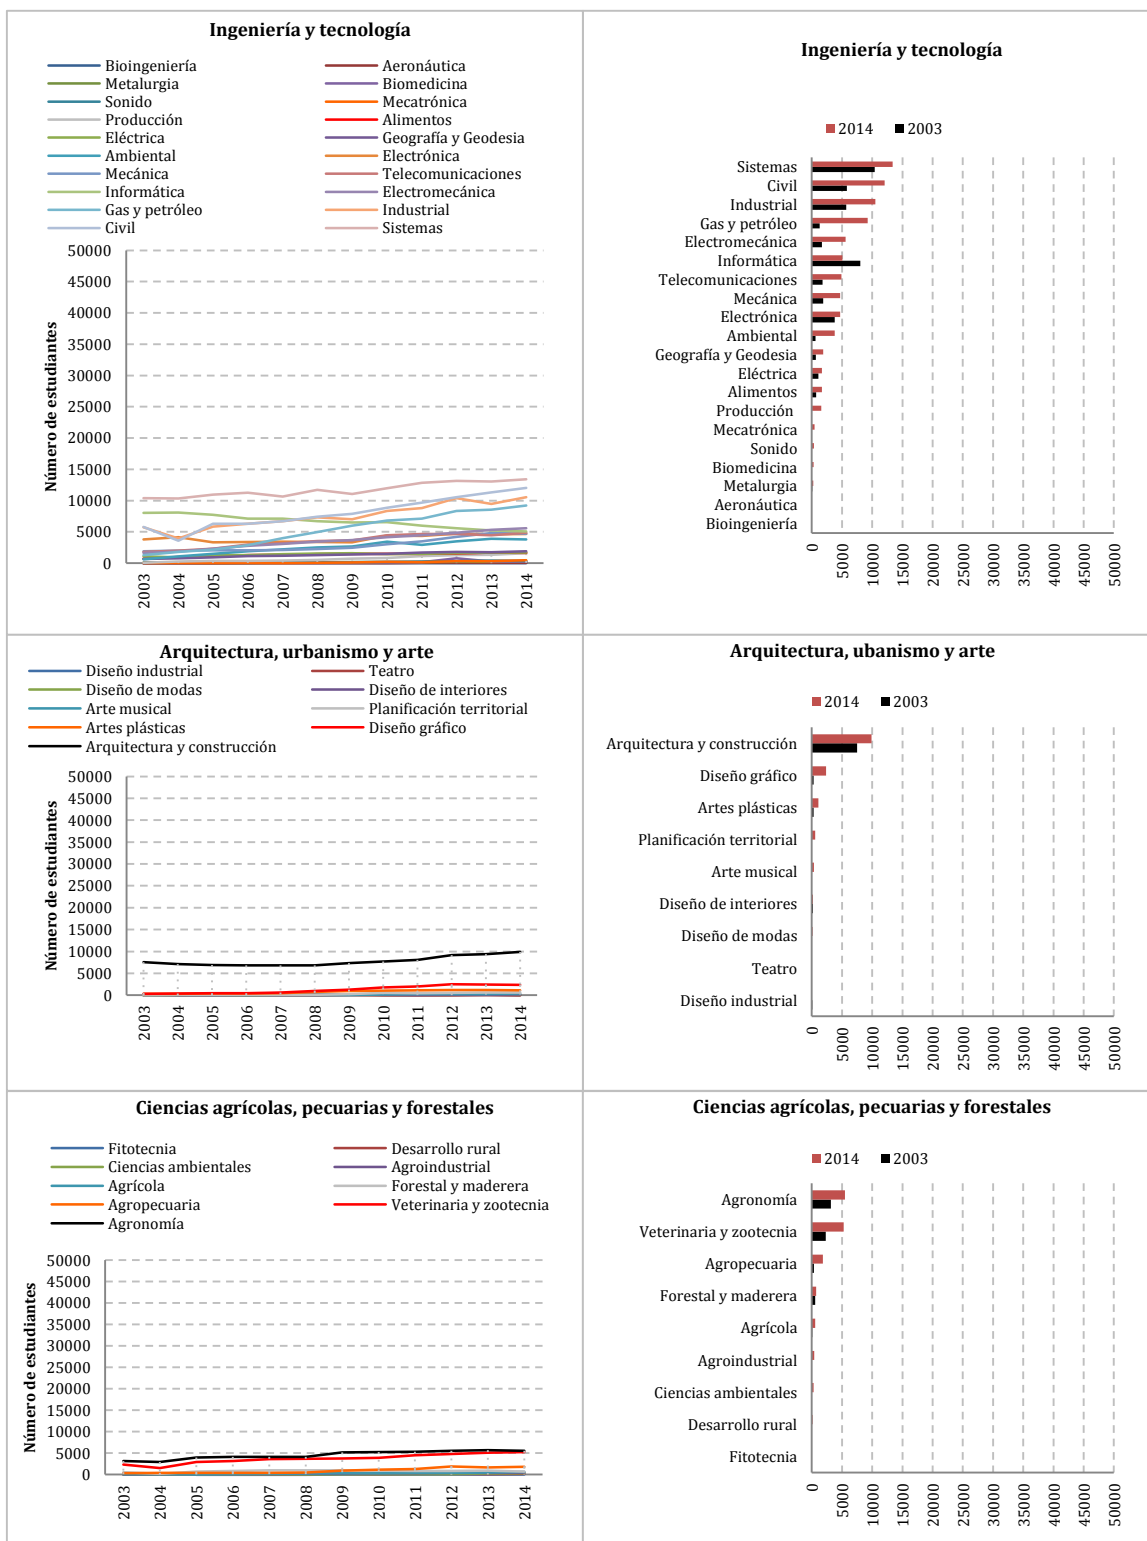 Ingeniería y tecnología
Bioingeniería Aeronáutica
Metalurgia Biomedicina
Sonido Mecatrónica
Producción Alimentos
Eléctrica Geografía y Geodesia
Ambiental Electrónica
Mecánica Telecomunicaciones
Informática Electromecánica
Gas y petróleo Industrial
Civil Sistemas
Número de estudiantes
50000
45000
40000
35000
30000
25000
20000
15000
10000
5000
0
2003 2004 2005 2006 2007 2008 2009 2010 2011 2012 2013 2014
Ingeniería y tecnología
2014 2003
Sistemas
Civil
Industrial
Gas y petróleo
Electromecánica
Informática
Telecomunicaciones
Mecánica
Electrónica
Ambiental
Geografía y Geodesia
Eléctrica
Alimentos
Producción
Mecatrónica
Sonido
Biomedicina
Metalurgia
Aeronáutica
Bioingeniería
0 5000 10000 15000 20000 25000 30000 35000 40000 45000 50000
Arquitectura, urbanismo y arte
Diseño industrial Teatro
Diseño de modas Diseño de interiores
Arte musical Planificación territorial
Artes plásticas Diseño gráfico
Arquitectura y construcción
Número de estudiantes
50000
45000
40000
35000
30000
25000
20000
15000
10000
5000
0
2003 2004 2005 2006 2007 2008 2009 2010 2011 2012 2013 2014
Arquitectura, ubanismo y arte
2014 2003
Arquitectura y construcción
Diseño gráfico
Artes plásticas
Planificación territorial
Arte musical
Diseño de interiores
Diseño de modas
Teatro
Diseño industrial
0 5000 10000 15000 20000 25000 30000 35000 40000 45000 50000
Ciencias agrícolas, pecuarias y forestales
Fitotecnia Desarrollo rural
Ciencias ambientales Agroindustrial
Agrícola Forestal y maderera
Agropecuaria Veterinaria y zootecnia
Agronomía
Número de estudiantes
50000
45000
40000
35000
30000
25000
20000
15000
10000
5000
0
2003 2004 2005 2006 2007 2008 2009 2010 2011 2012 2013 2014
Ciencias agrícolas, pecuarias y forestales
2014 2003
Agronomía
Veterinaria y zootecnia
Agropecuaria
Forestal y maderera
Agrícola
Agroindustrial
Ciencias ambientales
Desarrollo rural
Fitotecnia
0 5000 10000 15000 20000 25000 30000 35000 40000 45000 50000